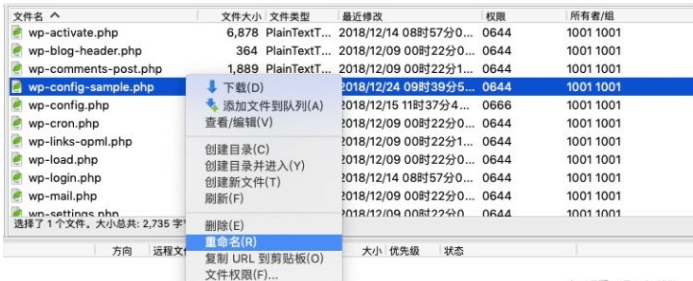 文件名 文件大小 文件类型 最近修改 权限 所有者/组
wp-activate.php 6,878 PlainTextT... 2018/12/14 08时57分0... 0644 1001 1001
wp-blog-header.php 364 PlainTextT... 2018/12/09 00时22分0... 0644 1001 1001
wp-comments-post.php 1,889 PlainTextT... 2018/12/09 00时22分1... 0644 1001 1001
wp-config-sample.php 2018/12/24 09时39分5... 0644 1001 1001
wp-config.php 2018/12/15 11时37分4... 0666 1001 1001
wp-cron.php 2018/12/09 00时22分0... 0644 1001 1001
wp-links-opml.php 2018/12/09 00时22分1... 0644 1001 1001
wp-load.php 2018/12/09 00时22分0... 0644 1001 1001
wp-login.php 2018/12/14 08时57分0... 0644 1001 1001
wp-mail.php 2018/12/09 00时22分0... 0644 1001 1001
wp-settings.php 2018/12/09 00时22分0... 0644 1001 1001
下载(D)
添加文件到队列(A)
查看/编辑(V)
创建目录(C)
创建目录并进入(Y)
创建新文件(T)
刷新(F)
删除(E)
重命名(R)
复制 URL 到剪贴板(O)
文件权限(F)...
选择了 1 个文件。大小总共: 2,735 字
方向 远程文 大小 优先级 状态